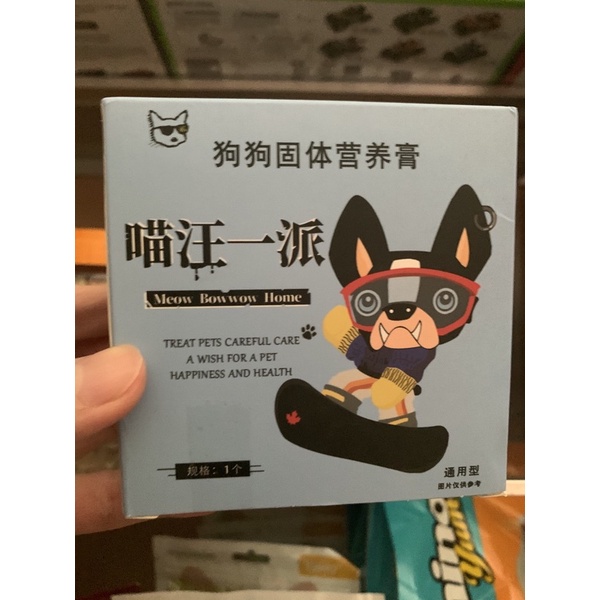 狗狗固体营养膏
喵汪一派
Meow Bowwow Home
TREAT PETS CAREFUL CARE
A WISH FOR A PET
HAPPINESS AND HEALTH
规格：1个
通用型
图片仅供参考